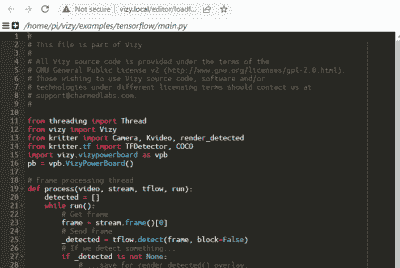 Not secure vizy.local/editor/loadl
/home/pi/vizy/examples/tensorflow/main.py
1 #
2 # This file is part of Vizy
3 #
4 # All Vizy source code is provided under the terms of the
5 # GNU General Public License v2 (http://www.gnu.org/licenses/gpl-2.0.html).
6 # Those wishing to use Vizy source code, software and/or
7 # technologies under different licensing terms should contact us at
8 # support@charmedlabs.com.
9 #
10
11 from threading import Thread
12 from vizy import Vizy
13 from kritter import Camera, Kvideo, render_detected
14 from kritter.tf import TFDetector, COCO
15 import vizy.vizypowerboard as vpb
16 pb = vpb.VizyPowerBoard()
17
18 # Frame processing thread
19 def process(video, stream, tflow, run):
20 detected = []
21 while run():
22 # Get frame
23 frame = stream.frame()[0]
24 # Send frame
25 _detected = tflow.detect(frame, block=False)
26 # If we detect something...
27 if _detected is not None:
28 # ...save for render_detected() overlay